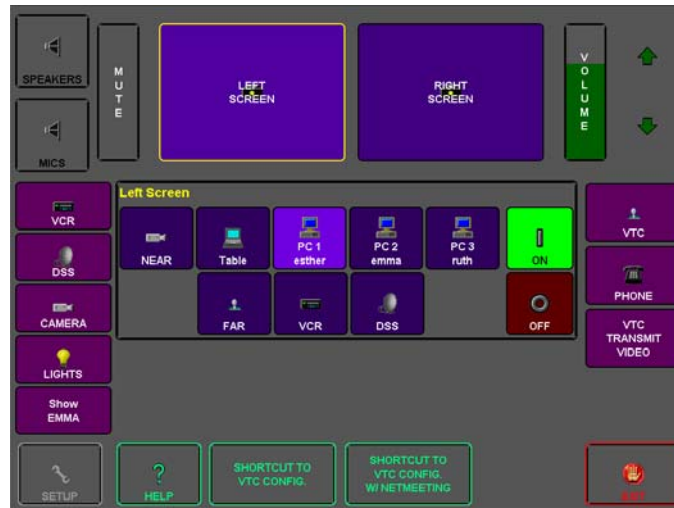 SPEAKERS
MUTE
LEFT
SCREEN
RIGHT
SCREEN
VOLUME
MICS
VCR
DSS
CAMERA
LIGHTS
Show
EMMA
Left Screen
NEAR
Table
PC 1
esther
PC 2
emma
PC 3
ruth
ON
FAR
VCR
DSS
OFF
VTC
PHONE
VTC
TRANSMIT
VIDEO
SETUP
HELP
SHORTCUT TO
VTC CONFIG.
SHORTCUT TO
VTC CONFIG.
W/ NETMEETING
EXIT